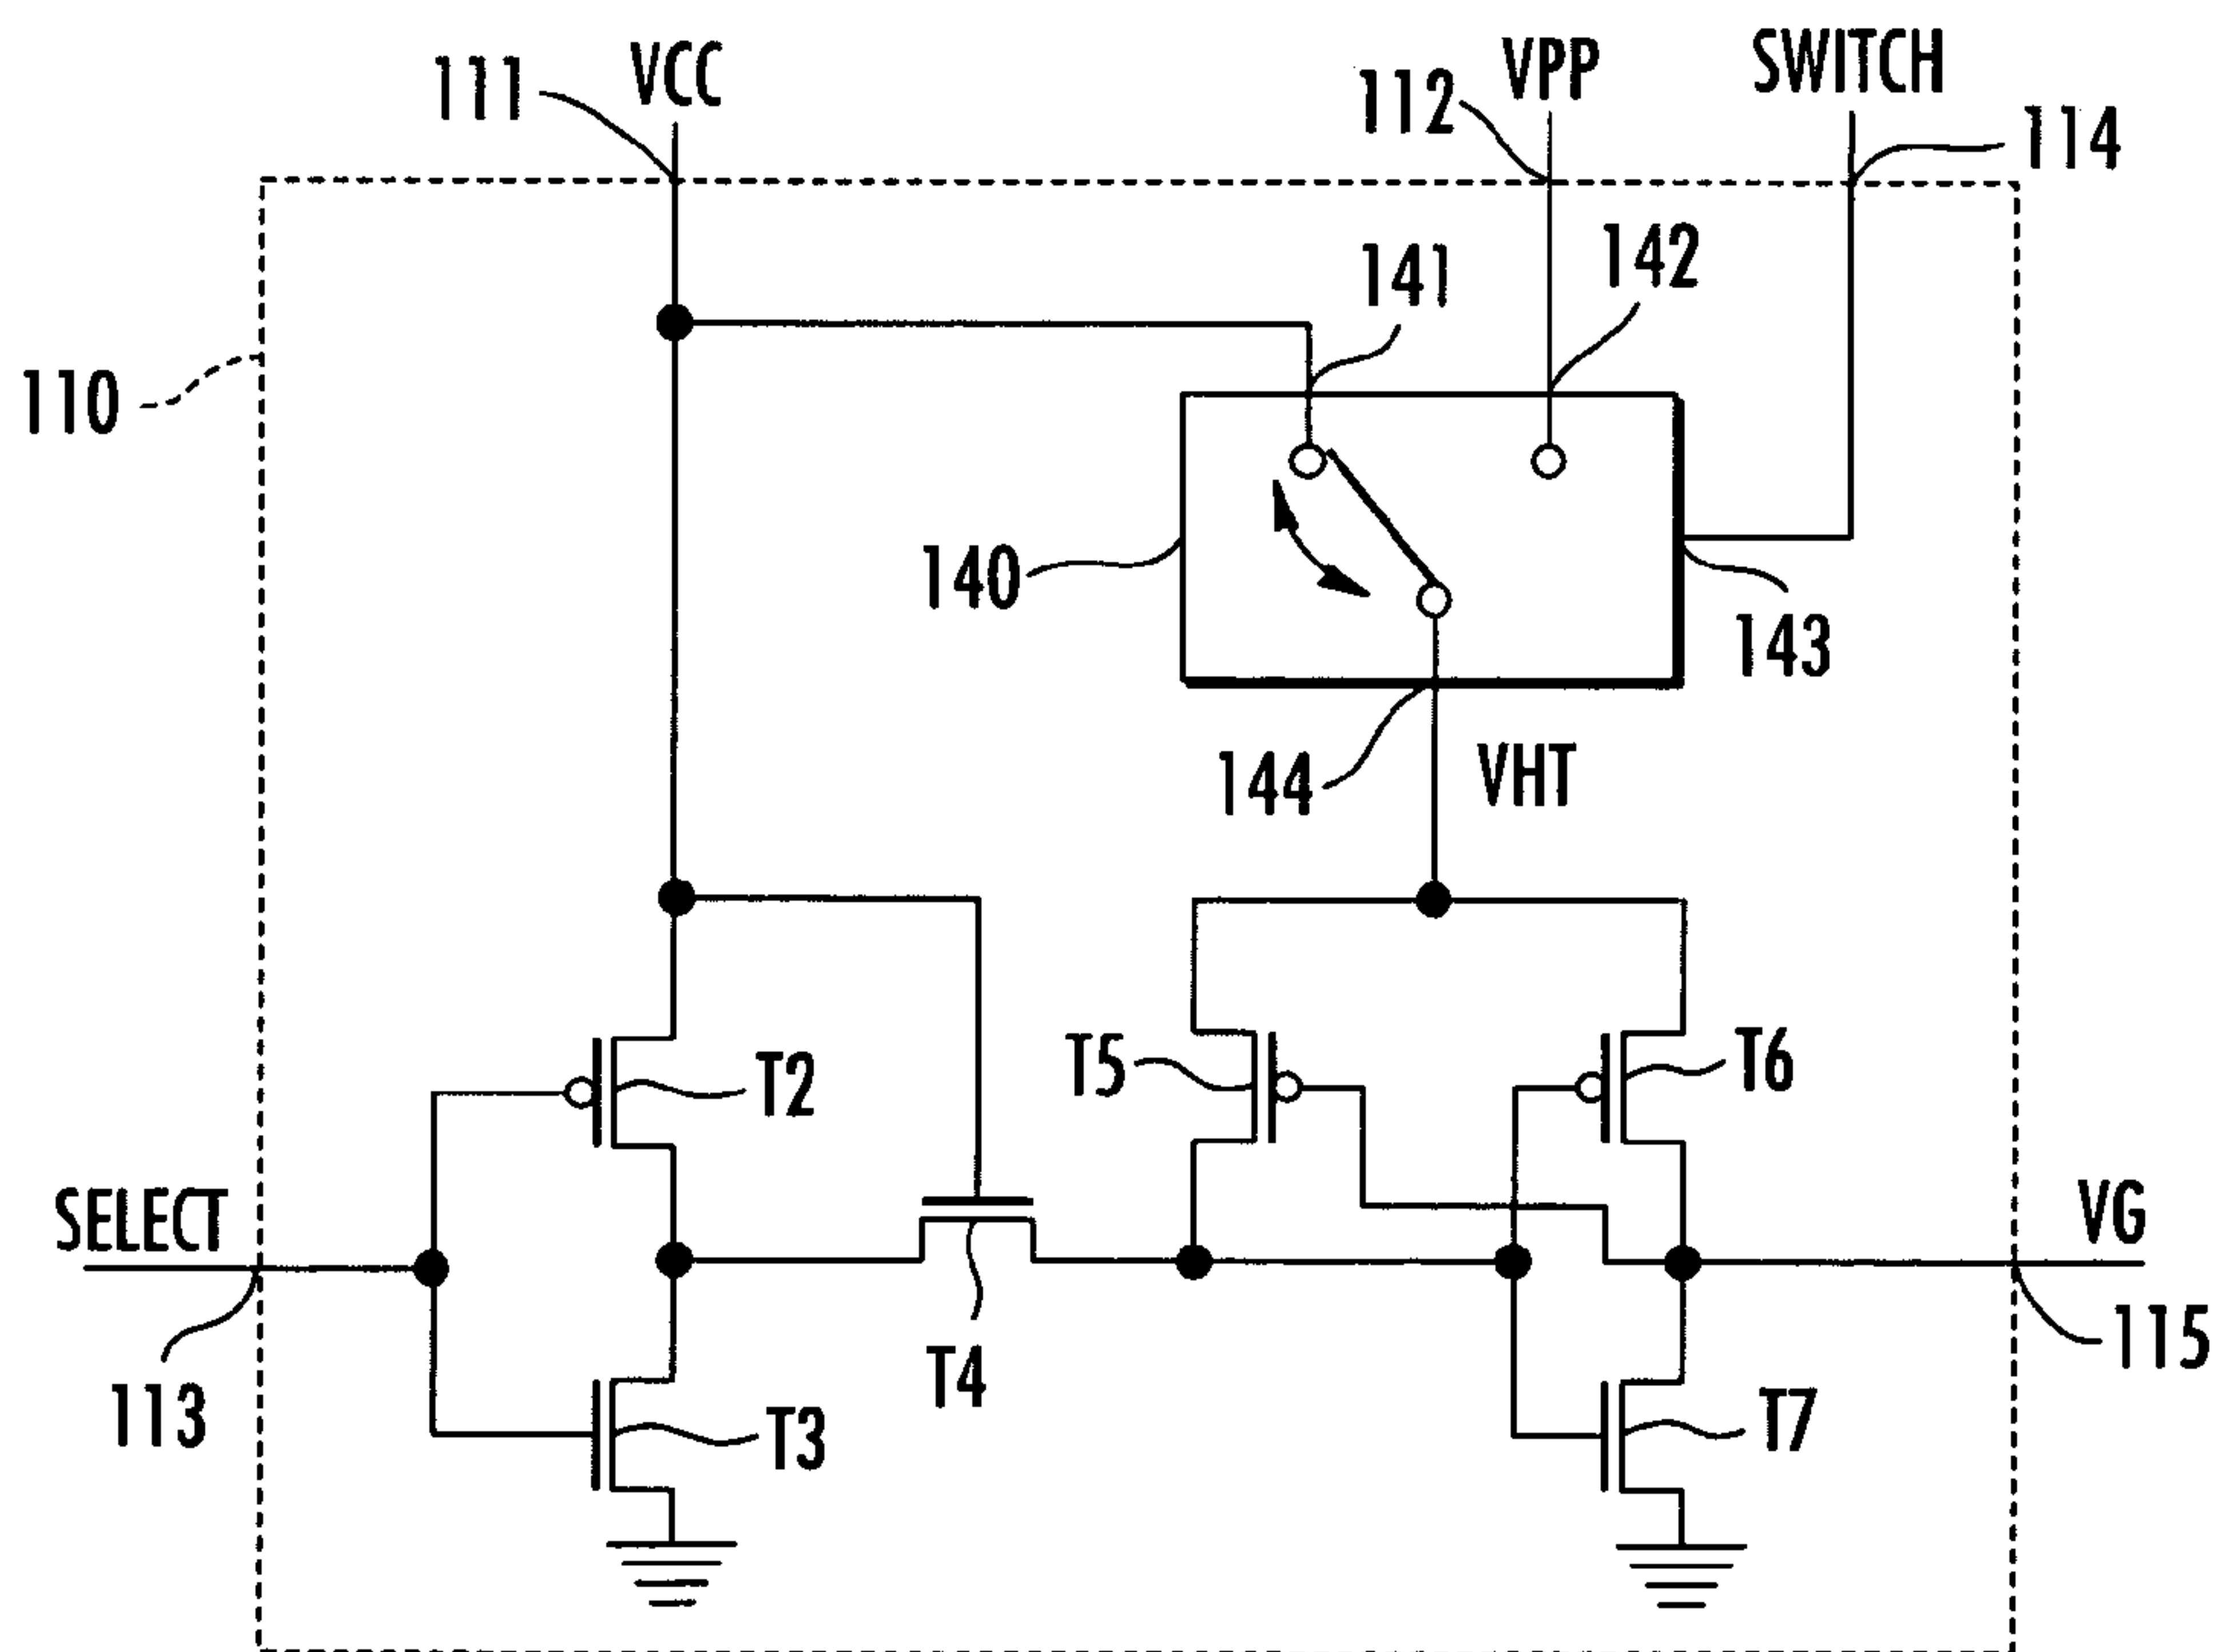 VCC
VPP
SWITCH
111
112
114
141
142
110
140
143
144
VHT
T2
T5
T6
SELECT
VG
113
T3
T4
T7
115